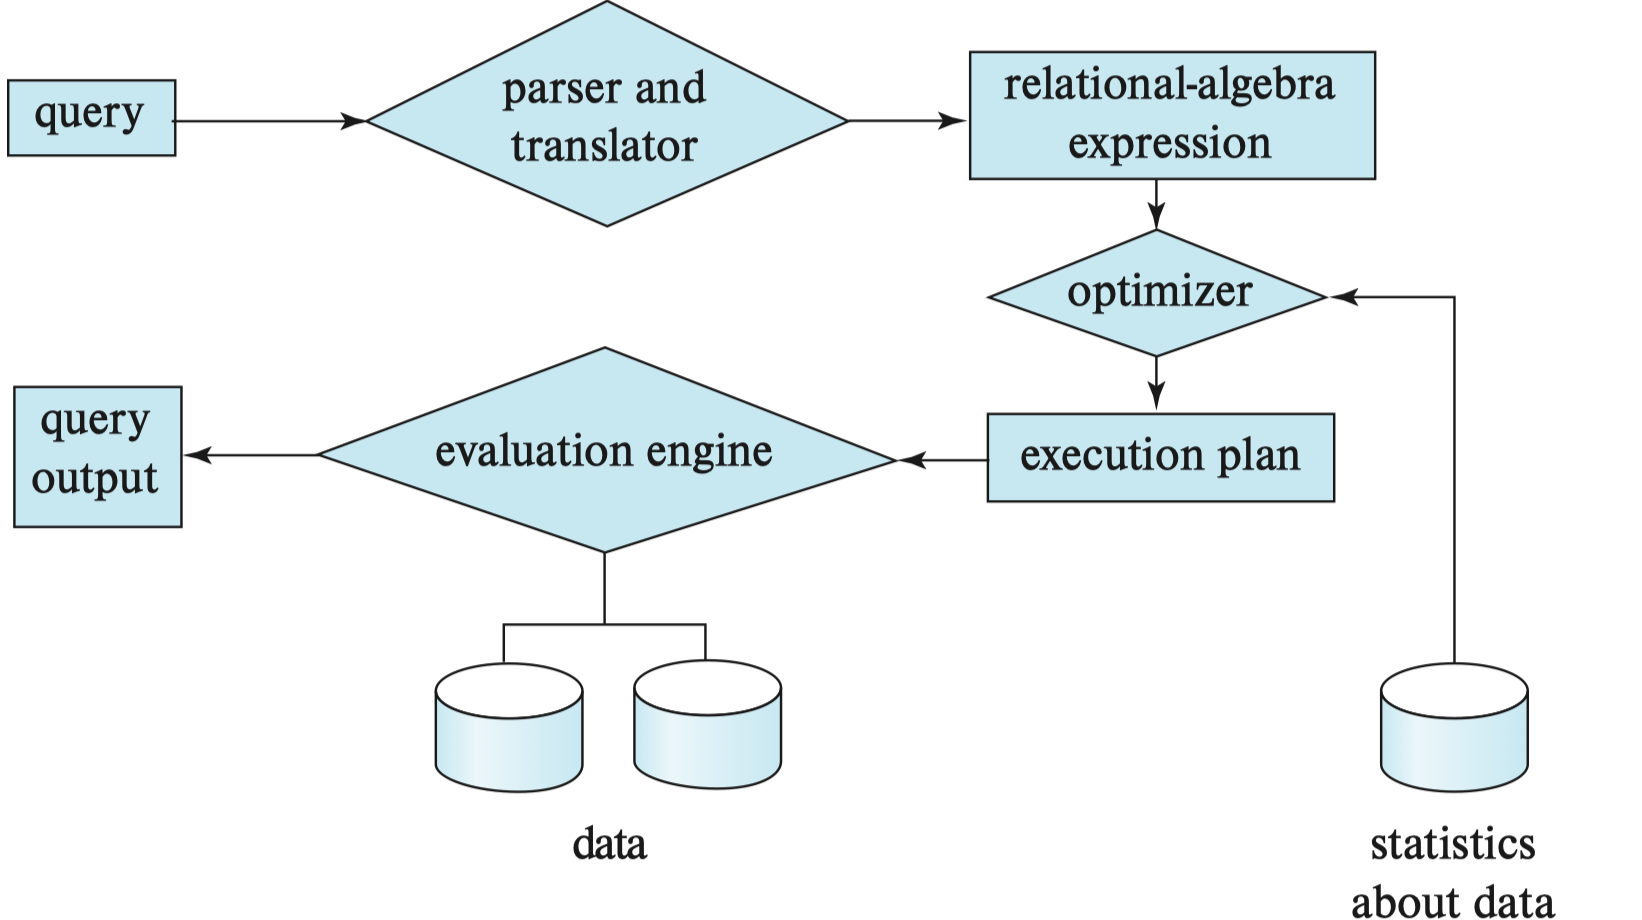 query
parser and
translator
relational-algebra
expression
optimizer
execution plan
evaluation engine
query
output
data
statistics
about data